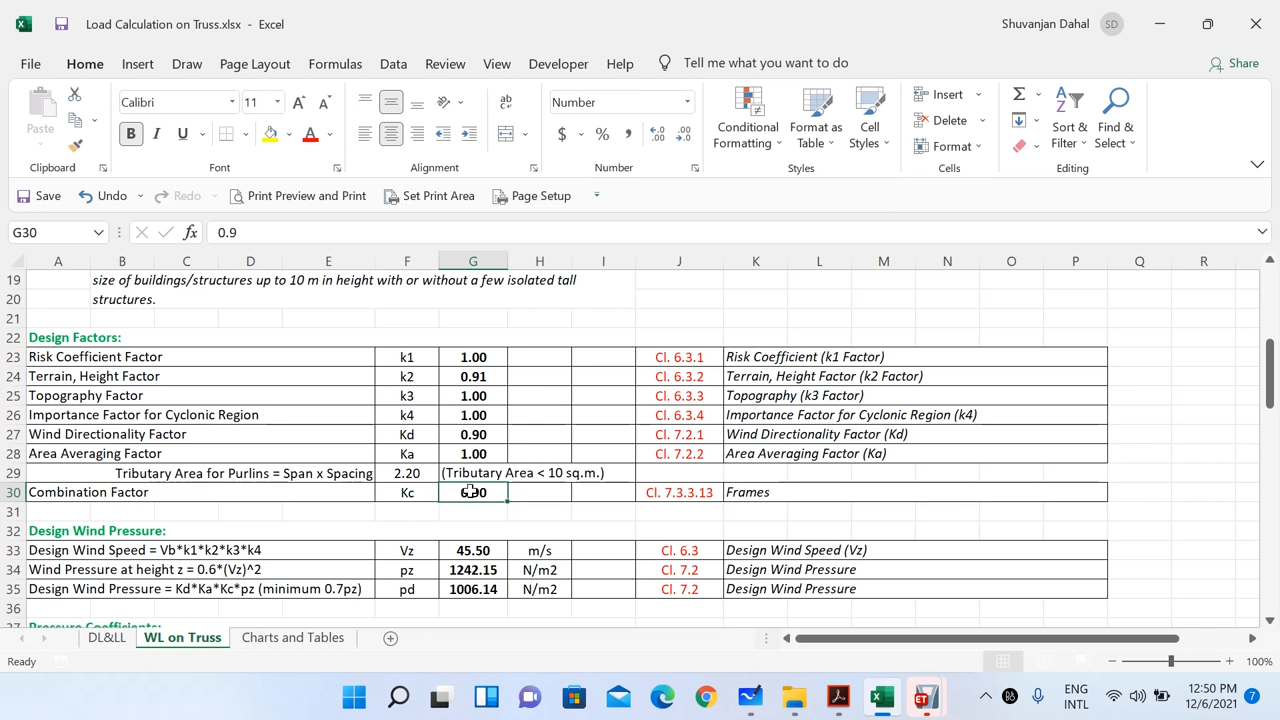 Load Calculation on Truss.xlsx - Excel
Shuvanjan Dahal
SD
File Home Insert Draw Page Layout Formulas Data Review View Developer Help Tell me what you want to do Share
Paste
Calibri 11
B I U
Number
$ % ,
Conditional Formatting
Format as Table
Cell Styles
Insert
Delete
Format
Sort & Filter
Find & Select
Clipboard Font Alignment Number Styles Cells Editing
Save Undo Redo Print Preview and Print Set Print Area Page Setup
G30 fx 0.9
A B C D E F G H I J K L M N O P Q R
19 size of buildings/structures up to 10 m in height with or without a few isolated tall
20 structures.
21
22 Design Factors:
23 Risk Coefficient Factor k1 1.00 Cl. 6.3.1 Risk Coefficient (k1 Factor)
24 Terrain, Height Factor k2 0.91 Cl. 6.3.2 Terrain, Height Factor (k2 Factor)
25 Topography Factor k3 1.00 Cl. 6.3.3 Topography (k3 Factor)
26 Importance Factor for Cyclonic Region k4 1.00 Cl. 6.3.4 Importance Factor for Cyclonic Region (k4)
27 Wind Directionality Factor Kd 0.90 Cl. 7.2.1 Wind Directionality Factor (Kd)
28 Area Averaging Factor Ka 1.00 Cl. 7.2.2 Area Averaging Factor (Ka)
29 Tributary Area for Purlins = Span x Spacing 2.20 (Tributary Area < 10 sq.m.)
30 Combination Factor Kc Cl. 7.3.3.13 Frames
31
32 Design Wind Pressure:
33 Design Wind Speed = Vb*k1*k2*k3*k4 Vz 45.50 m/s Cl. 6.3 Design Wind Speed (Vz)
34 Wind Pressure at height z = 0.6*(Vz)^2 pz 1242.15 N/m2 Cl. 7.2 Design Wind Pressure
35 Design Wind Pressure = Kd*Ka*Kc*pz (minimum 0.7pz) pd 1006.14 N/m2 Cl. 7.2 Design Wind Pressure
36
DL&LL WL on Truss Charts and Tables
Ready 100%
ENG
INTL
12:50 PM
12/6/2021
7